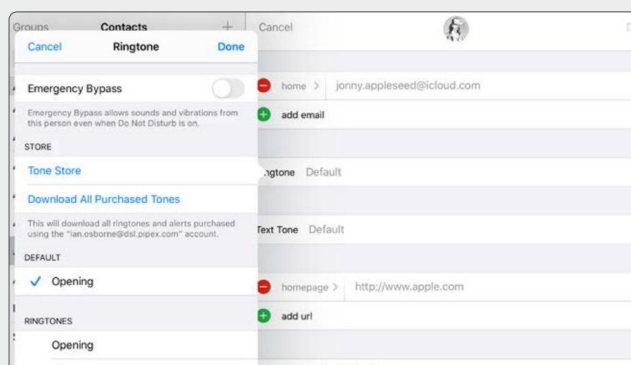 Groups
Contacts
+
Cancel
Cancel
Ringtone
Done
Emergency Bypass
Emergency Bypass allows sounds and vibrations from
this person even when Do Not Disturb is on.
STORE
Tone Store
Download All Purchased Tones
This will download all ringtones and alerts purchased
using the "ian.osborne@dsl.pipex.com" account.
DEFAULT
✓ Opening
RINGTONES
Opening
home > jonny.appleseed@icloud.com
add email
ngtone Default
Text Tone Default
homepage > http://www.apple.com
add url